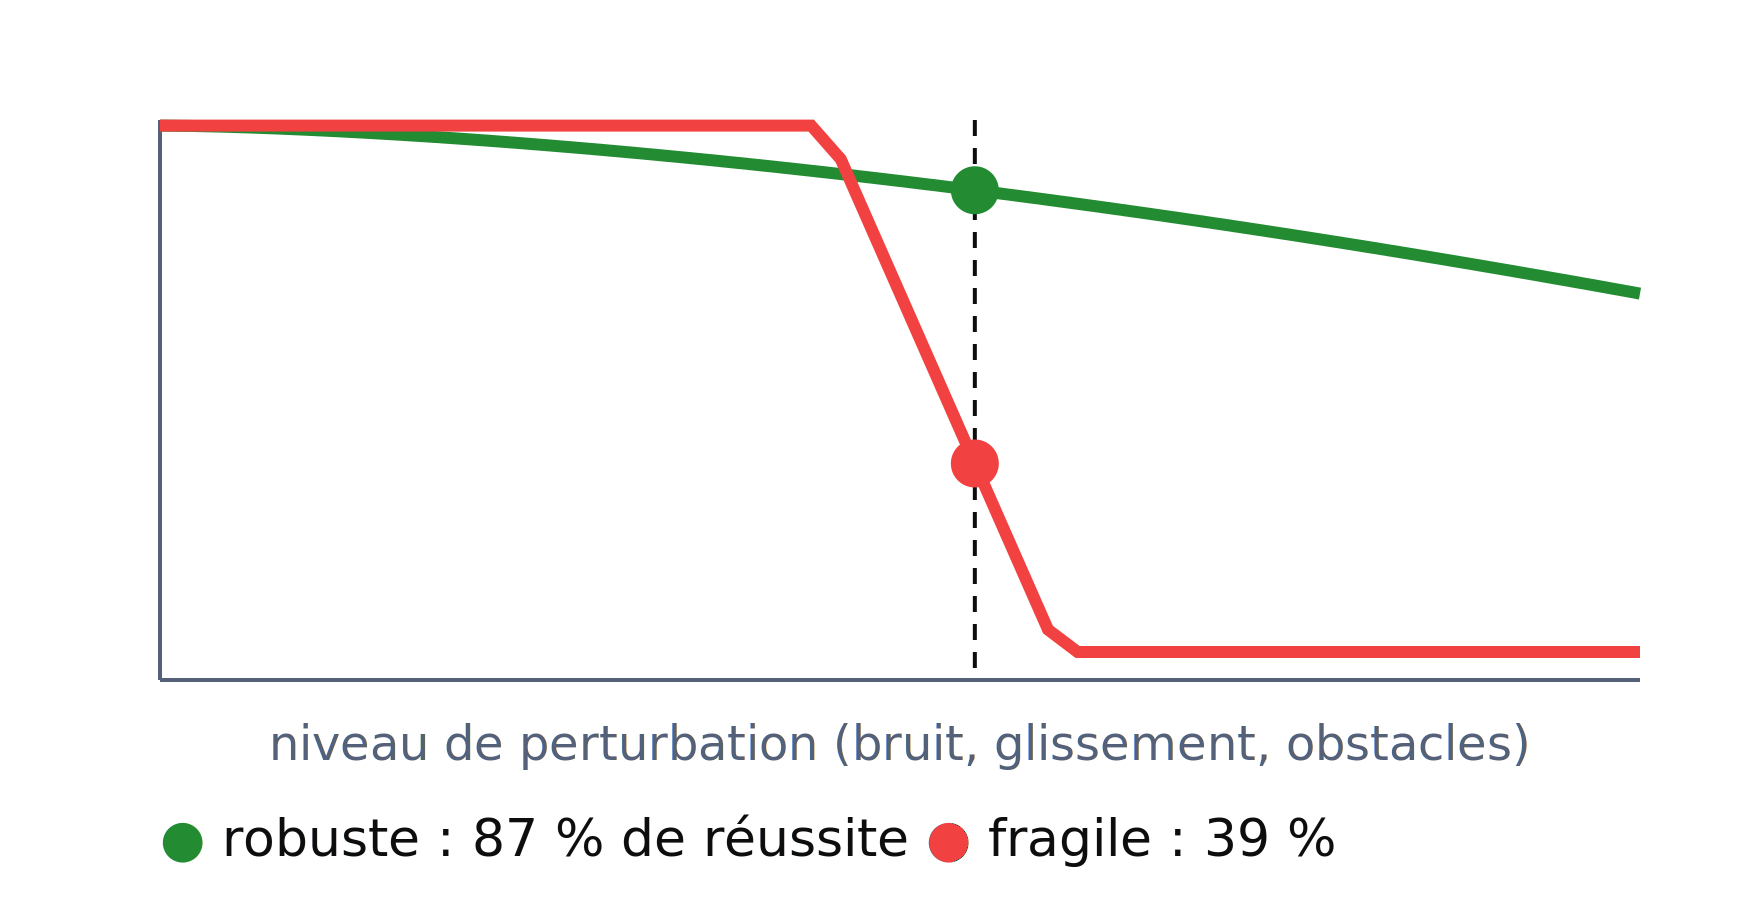 niveau de perturbation (bruit, glissement, obstacles)
robuste : 87 % de réussite fragile : 39 %